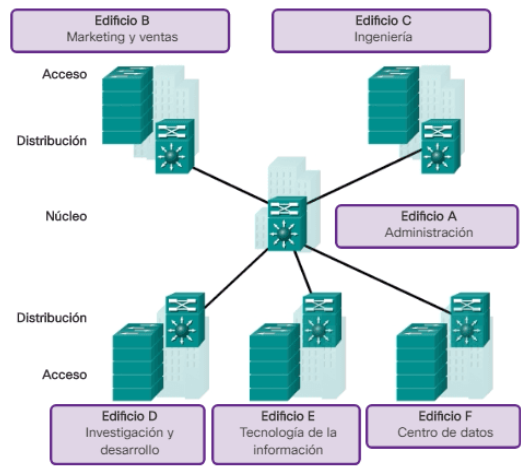 Edificio B
Marketing y ventas
Edificio C
Ingeniería
Acceso
Distribución
Núcleo
Edificio A
Administración
Distribución
Acceso
Edificio D
Investigación y
desarrollo
Edificio E
Tecnología de la
información
Edificio F
Centro de datos